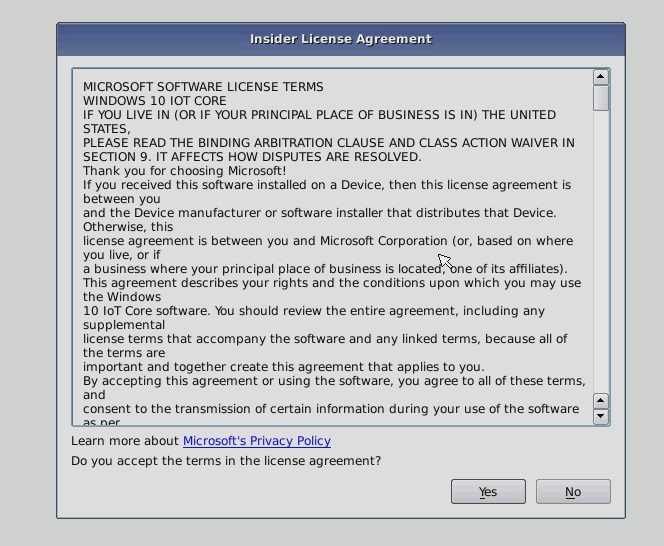 Insider License Agreement
MICROSOFT SOFTWARE LICENSE TERMS
WINDOWS 10 IOT CORE
IF YOU LIVE IN (OR IF YOUR PRINCIPAL PLACE OF BUSINESS IS IN) THE UNITED
STATES,
PLEASE READ THE BINDING ARBITRATION CLAUSE AND CLASS ACTION WAIVER IN
SECTION 9. IT AFFECTS HOW DISPUTES ARE RESOLVED.
Thank you for choosing Microsoft!
If you received this software installed on a Device, then this license agreement is
between you
and the Device manufacturer or software installer that distributes that Device.
Otherwise, this
license agreement is between you and Microsoft Corporation (or, based on where
you live, or if
a business where your principal place of business is located, one of its affiliates).
This agreement describes your rights and the conditions upon which you may use
the Windows
10 IoT Core software. You should review the entire agreement, including any
supplemental
license terms that accompany the software and any linked terms, because all of
the terms are
important and together create this agreement that applies to you.
By accepting this agreement or using the software, you agree to all of these terms,
and
consent to the transmission of certain information during your use of the software
as per
Learn more about Microsoft's Privacy Policy
Do you accept the terms in the license agreement?
Yes No